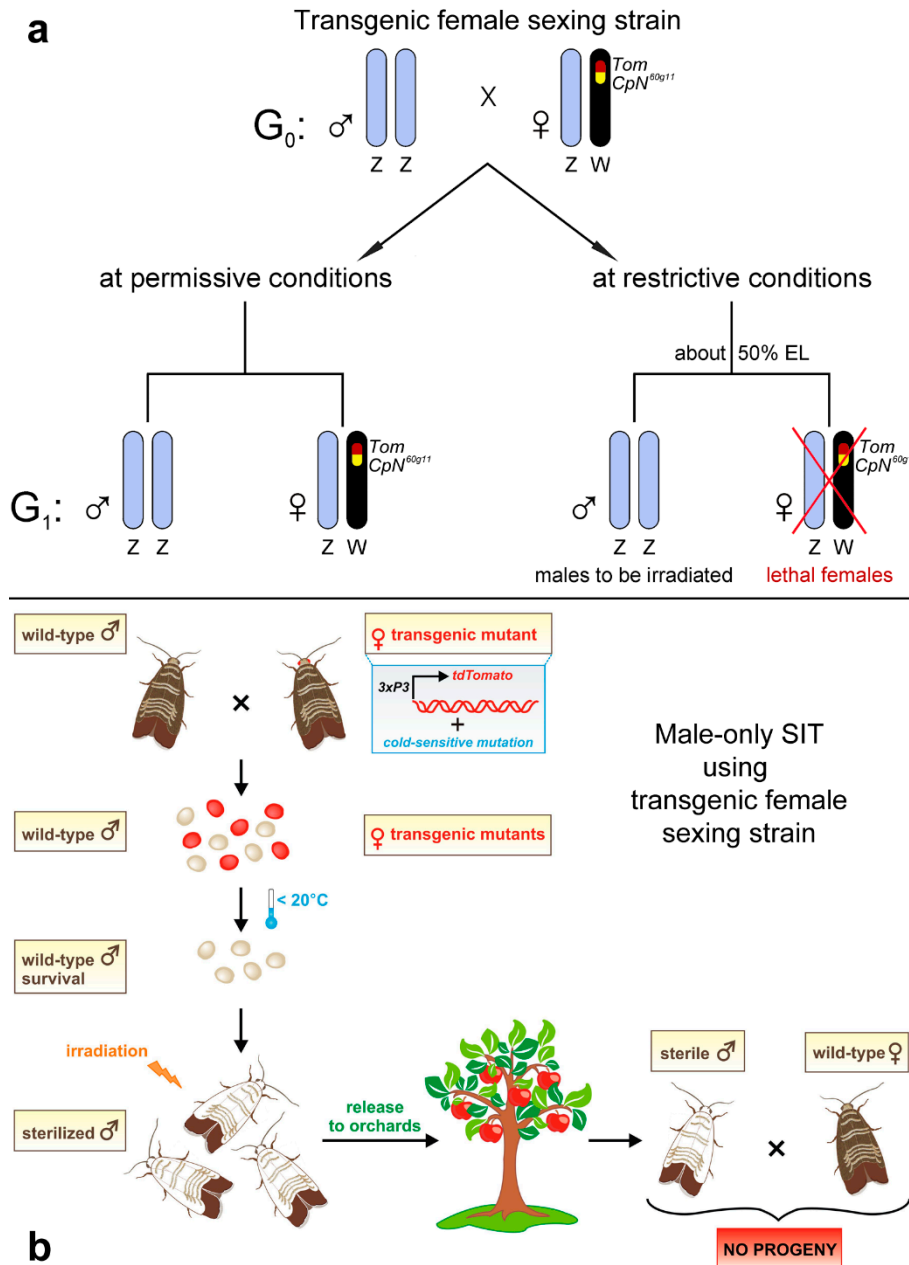 a
Transgenic female sexing strain
G0: ♂ X ♀
Tom
CpN60g11
Z Z Z W
at permissive conditions
at restrictive conditions
about 50% EL
G1: ♂ ♀
Tom
CpN60g11
♂ ♀
Tom
CpN60g
Z Z Z W
Z Z Z W
males to be irradiated
lethal females
wild-type ♂
♀ transgenic mutant
3xP3 tdTomato
+
cold-sensitive mutation
×
Male-only SIT
using
transgenic female
sexing strain
wild-type ♂
♀ transgenic mutants
< 20°C
wild-type ♂
survival
irradiation
sterilized ♂
release
to orchards
sterile ♂
wild-type ♀
×
NO PROGENY
b